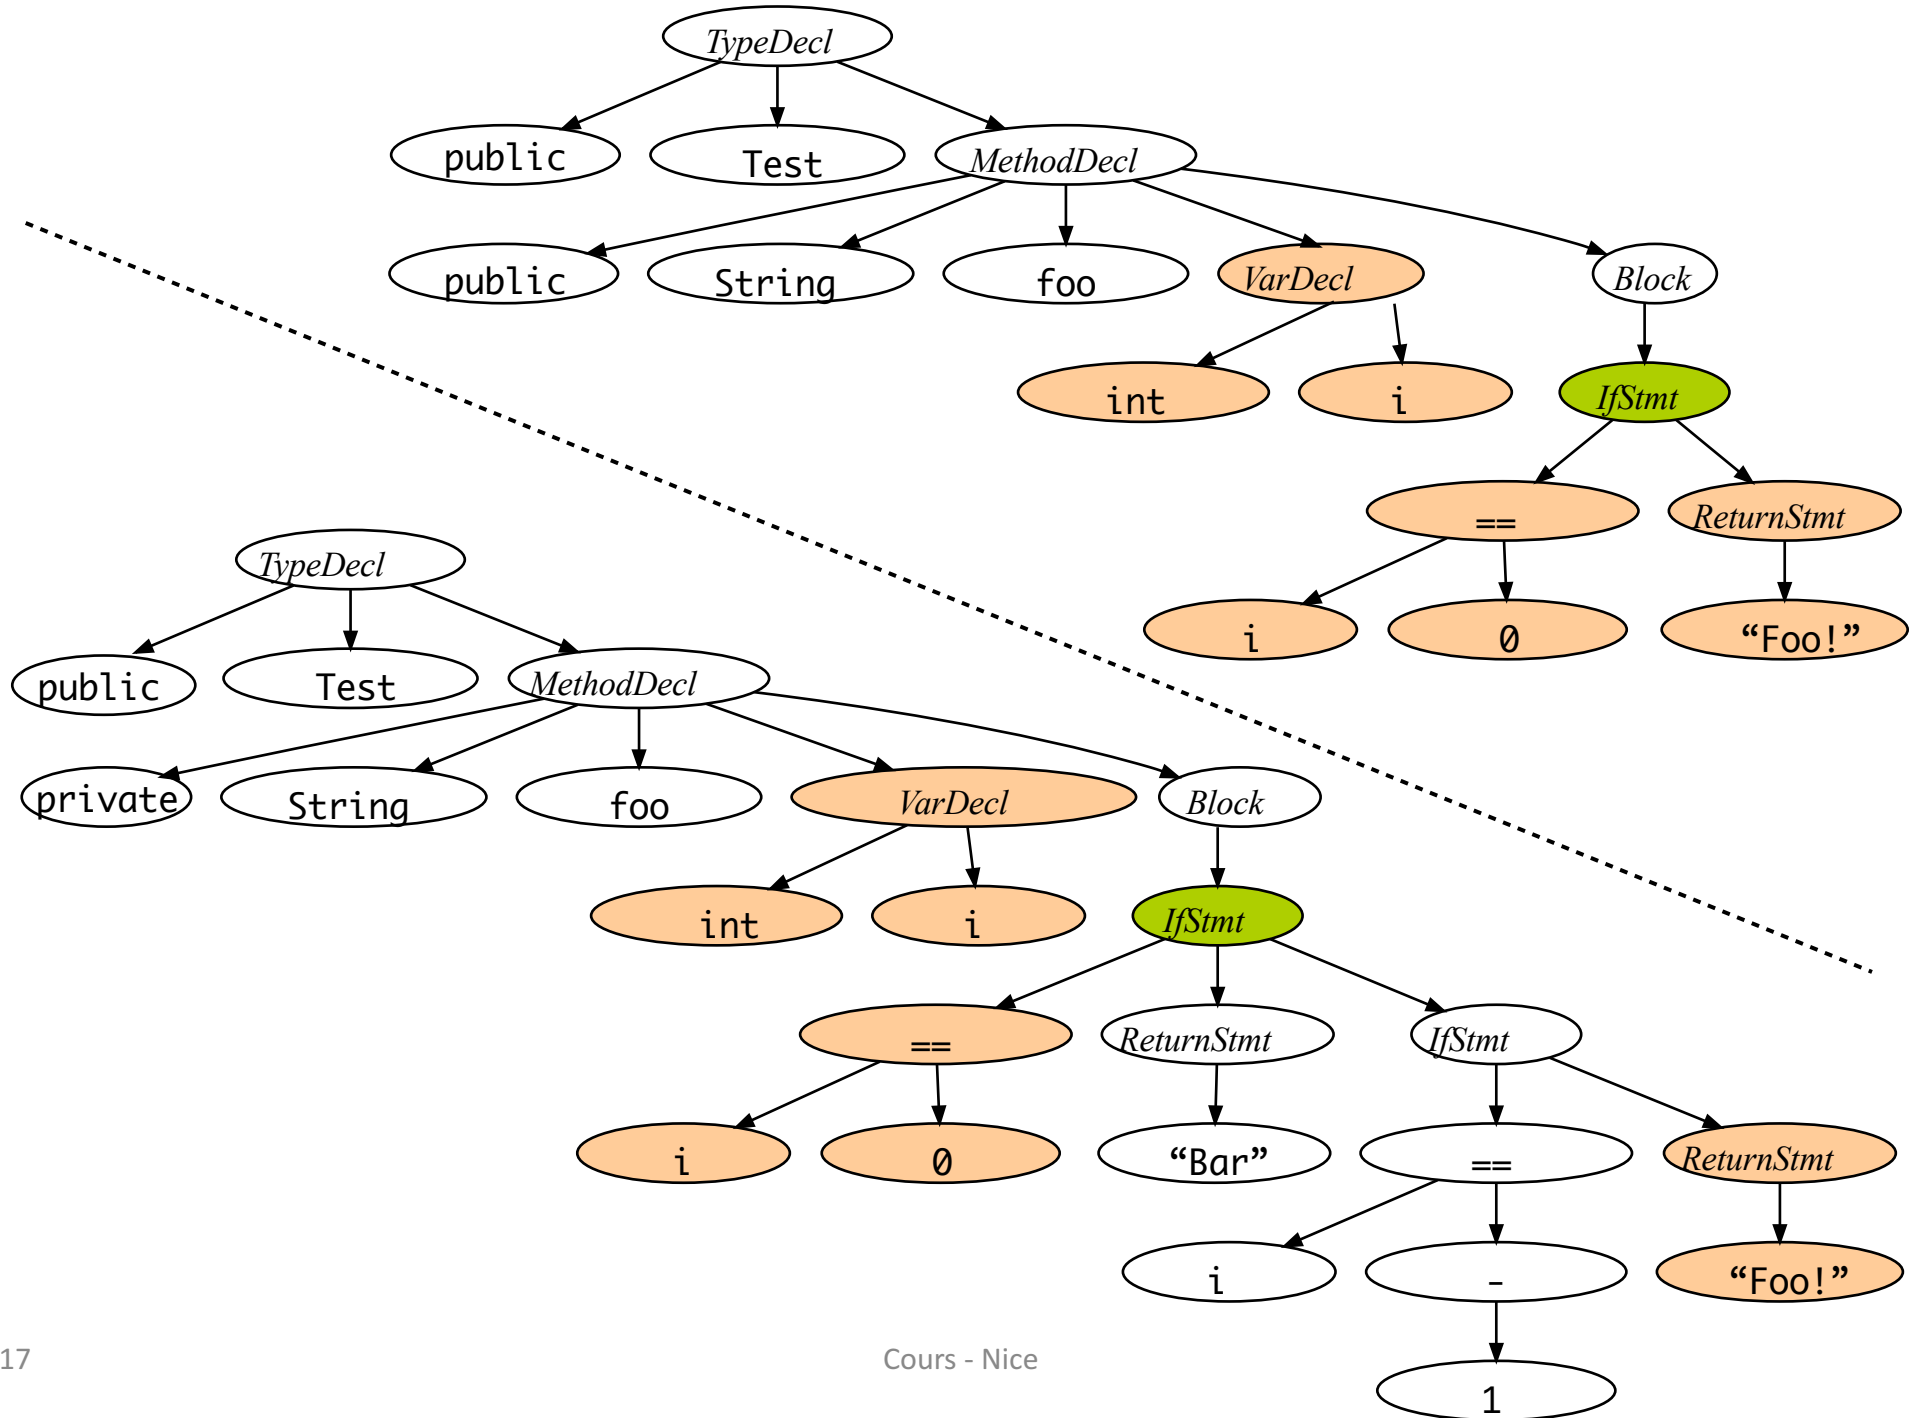 TypeDecl
public Test MethodDecl
public String foo VarDecl Block
int i IfStmt
== ReturnStmt
i 0 “Foo!”
TypeDecl
public Test MethodDecl
private String foo VarDecl Block
int i IfStmt
== ReturnStmt IfStmt
i 0 “Bar” == ReturnStmt
i - “Foo!”
1
17 Cours - Nice